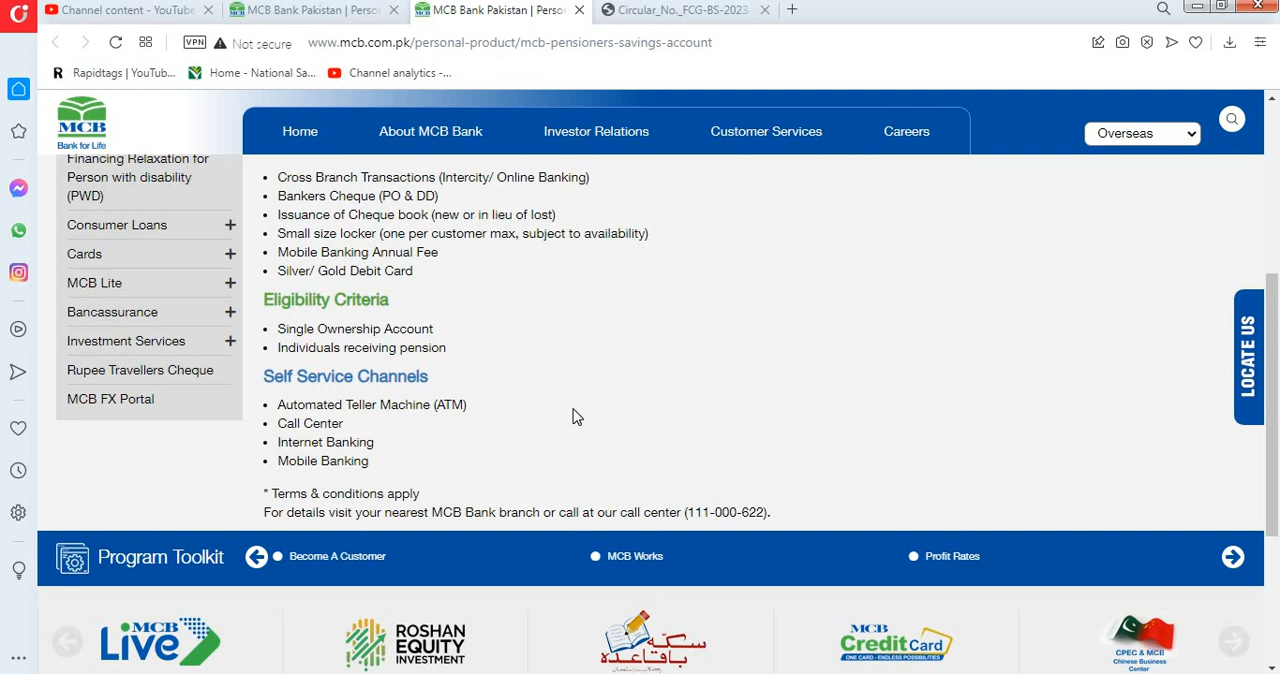 Channel content - YouTube
MCB Bank Pakistan | Person
MCB Bank Pakistan | Person
Circular_No._FCG-BS-2023-
VPN
Not secure
www.mcb.com.pk/personal-product/mcb-pensioners-savings-account
R Rapidtags | YouTub...
Home - National Sa...
Channel analytics -...
MCB
Bank for Life
Home
About MCB Bank
Investor Relations
Customer Services
Careers
Overseas
Financing Relaxation for
Person with disability
(PWD)
Consumer Loans +
Cards +
MCB Lite +
Bancassurance +
Investment Services +
Rupee Travellers Cheque
MCB FX Portal
• Cross Branch Transactions (Intercity/ Online Banking)
• Bankers Cheque (PO & DD)
• Issuance of Cheque book (new or in lieu of lost)
• Small size locker (one per customer max, subject to availability)
• Mobile Banking Annual Fee
• Silver/ Gold Debit Card
Eligibility Criteria
• Single Ownership Account
• Individuals receiving pension
Self Service Channels
• Automated Teller Machine (ATM)
• Call Center
• Internet Banking
• Mobile Banking
* Terms & conditions apply
For details visit your nearest MCB Bank branch or call at our call center (111-000-622).
LOCATE US
Program Toolkit
Become A Customer
MCB Works
Profit Rates
MCB
Live
ROSHAN
EQUITY
INVESTMENT
سکّہ
باقاعدہ
MCB
CreditCard
ONE CARD - ENDLESS POSSIBILITIES
CPEC & MCB
Chinese Business
Center